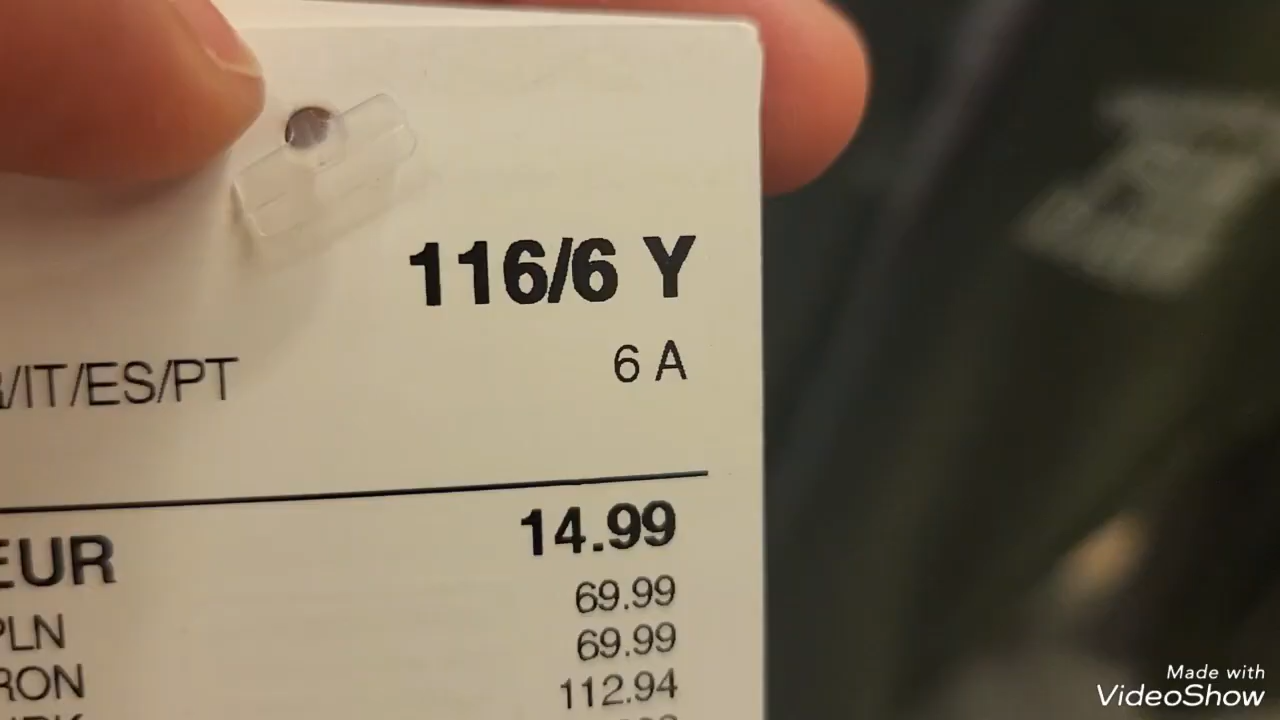 116/6 Y
/IT/ES/PT 6 A
EUR 14.99
PLN 69.99
RON 69.99
112.94
Made with
VideoShow